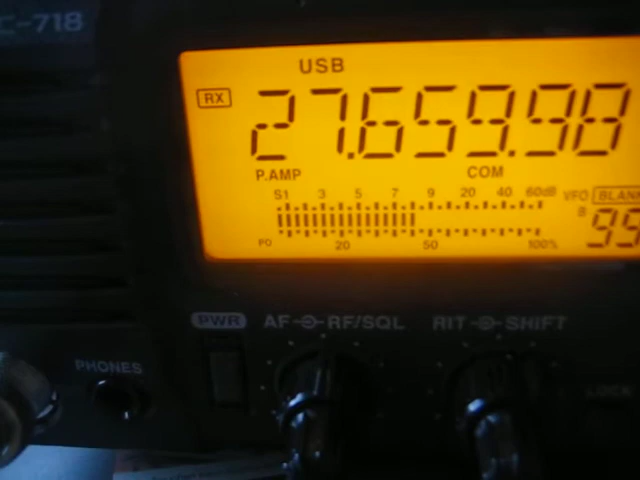 C-718
USB
RX
27.659.98
P.AMP COM
S1 3 5 7 9 20 40 60dB VFO BLANK
B 99
PO 20 50 100%
PWR AF RF/SQL RIT SHIFT
PHONES
LOCK